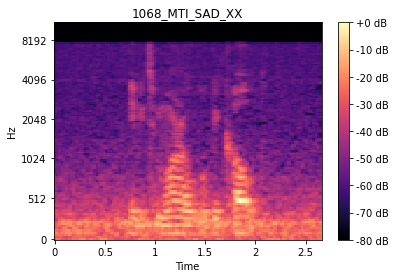 1068_MTI_SAD_XX
+0 dB
8192
-10 dB
4096
-20 dB
-30 dB
2048
Hz
-40 dB
1024
-50 dB
512
-60 dB
-70 dB
0
-80 dB
0 0.5 1 1.5 2 2.5
Time